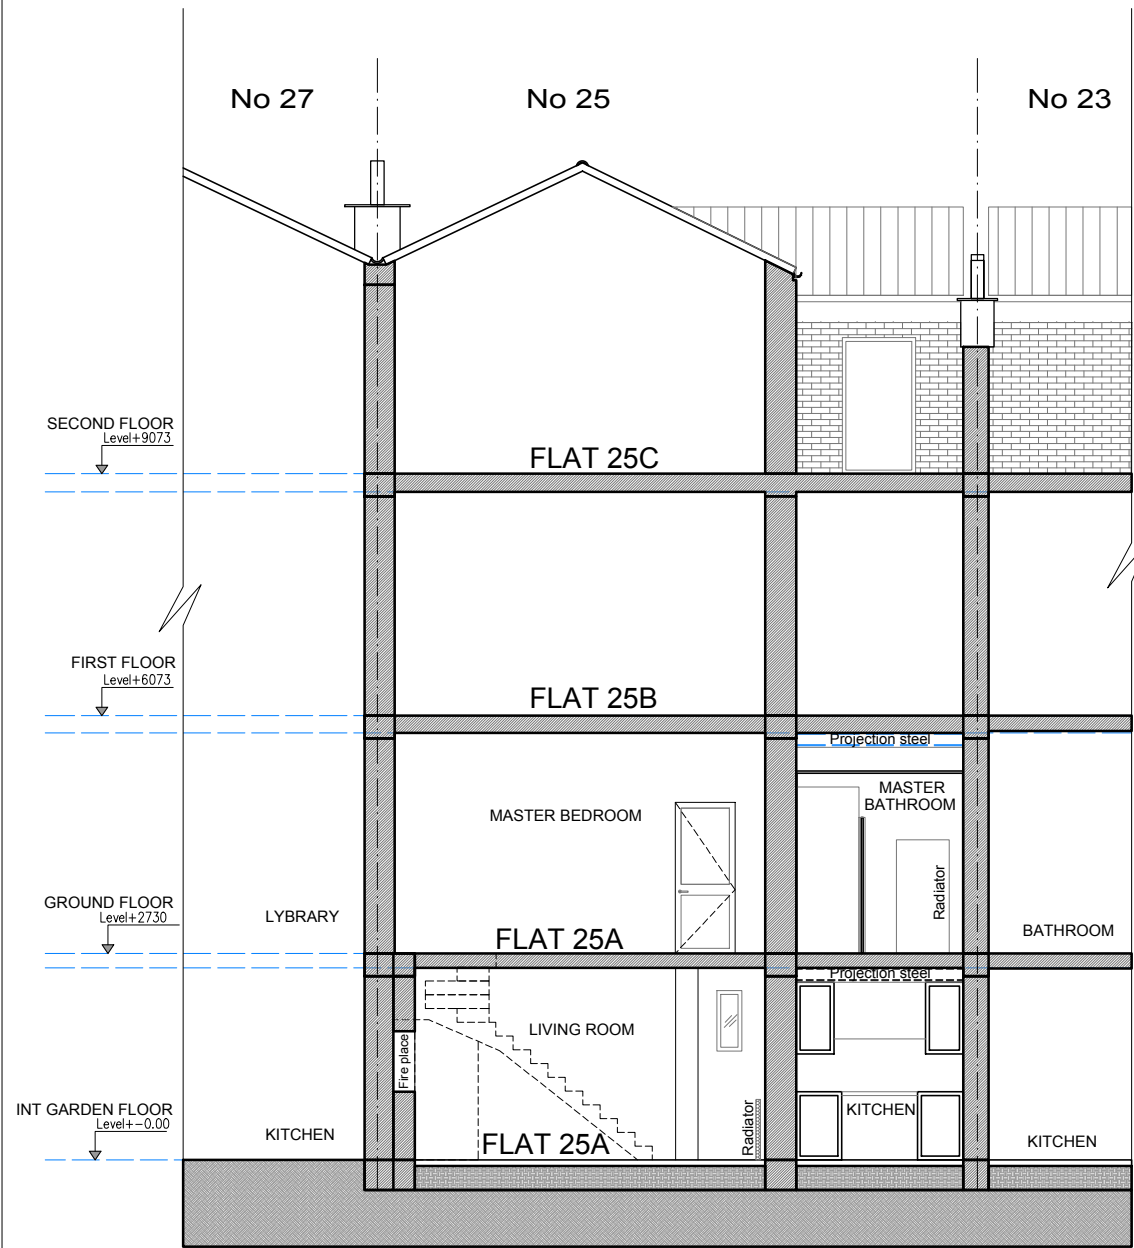 No 27
No 25
No 23
SECOND FLOOR
Level+9073
FLAT 25C
FIRST FLOOR
Level+6073
FLAT 25B
Projection steel
MASTER
BATHROOM
MASTER BEDROOM
Radiator
GROUND FLOOR
Level+2730
LYBRARY
BATHROOM
FLAT 25A
Projection steel
LIVING ROOM
Fire place
INT GARDEN FLOOR
Level+-0.00
KITCHEN
FLAT 25A
Radiator
KITCHEN
KITCHEN